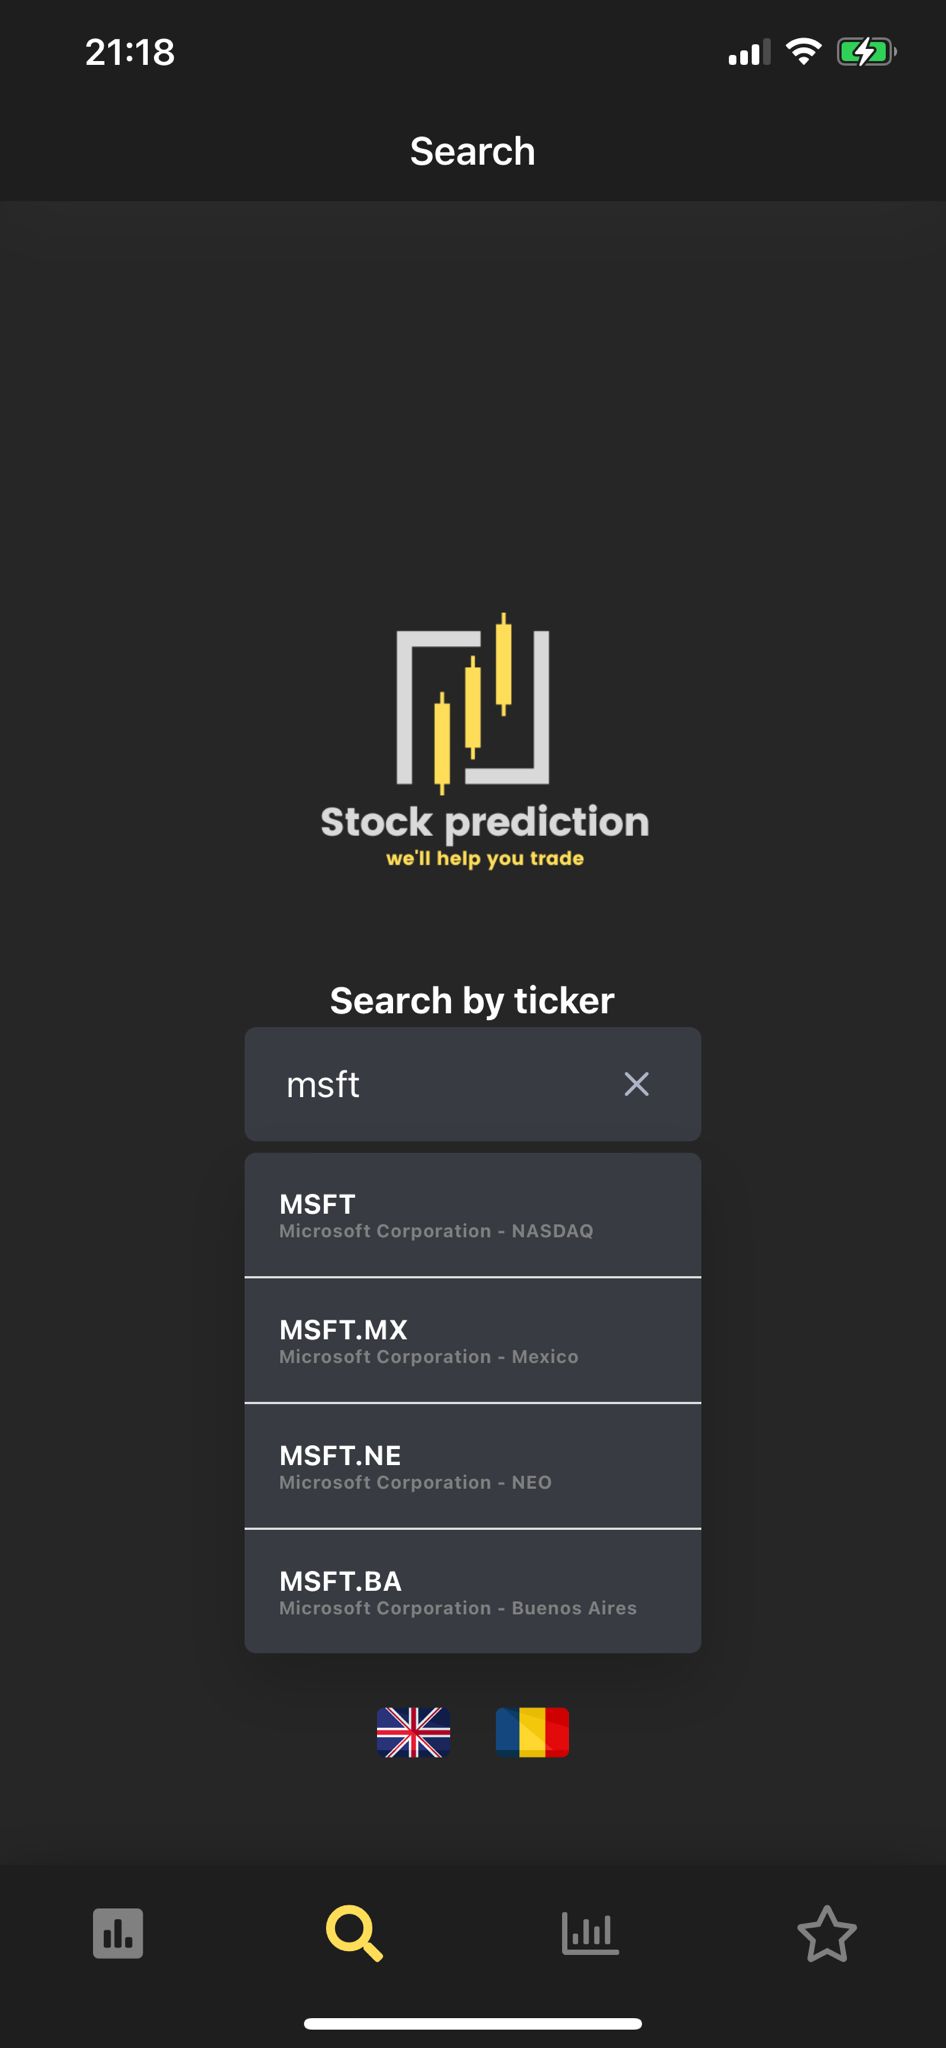 21:18
Search
Stock prediction
we'll help you trade
Search by ticker
msft
MSFT
Microsoft Corporation - NASDAQ
MSFT.MX
Microsoft Corporation - Mexico
MSFT.NE
Microsoft Corporation - NEO
MSFT.BA
Microsoft Corporation - Buenos Aires